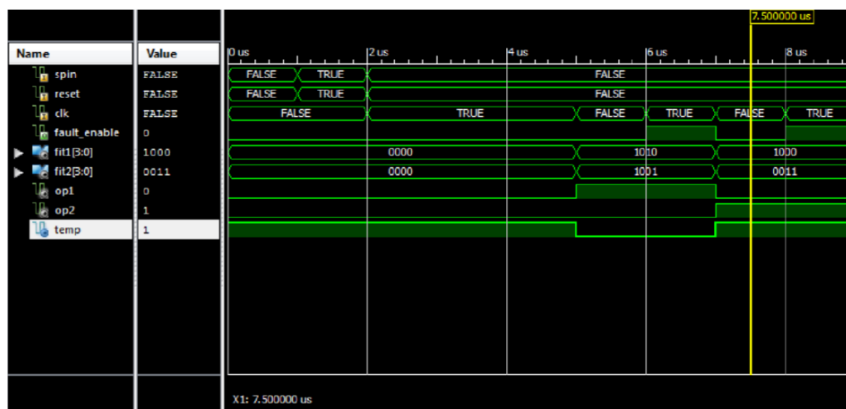 7.500000 us
Name Value 0 us 2 us 4 us 6 us 8 us
spin FALSE FALSE TRUE FALSE
reset FALSE FALSE TRUE FALSE
clk FALSE FALSE TRUE FALSE TRUE FALSE TRUE
fault_enable 0
fit1[3:0] 1000 0000 1010 1000
fit2[3:0] 0011 0000 1001 0011
op1 0
op2 1
temp 1
X1: 7.500000 us